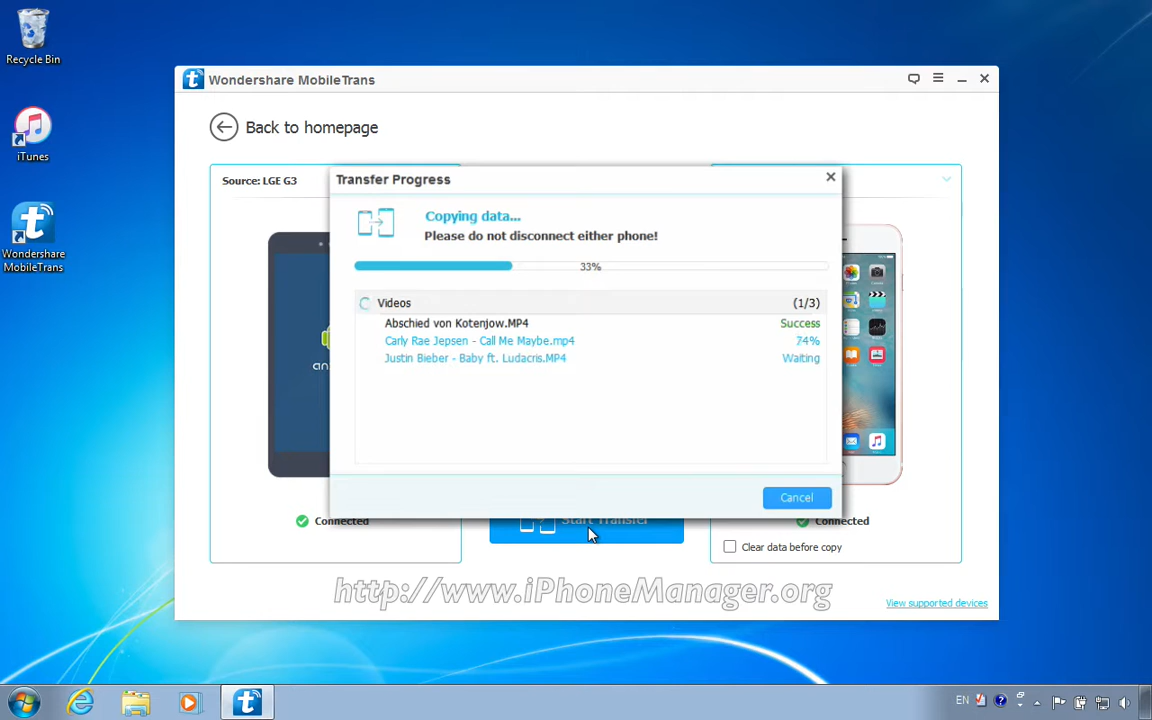 Recycle Bin
iTunes
Wondershare
MobileTrans
Wondershare MobileTrans
Back to homepage
Source: LGE G3
Transfer Progress
Copying data...
Please do not disconnect either phone!
33%
Videos (1/3)
Abschied von Kotenjow.MP4 Success
Carly Rae Jepsen - Call Me Maybe.mp4 74%
Justin Bieber - Baby ft. Ludacris.MP4 Waiting
Cancel
Connected
Start Transfer
Connected
Clear data before copy
http://www.iPhoneManager.org
View supported devices
EN